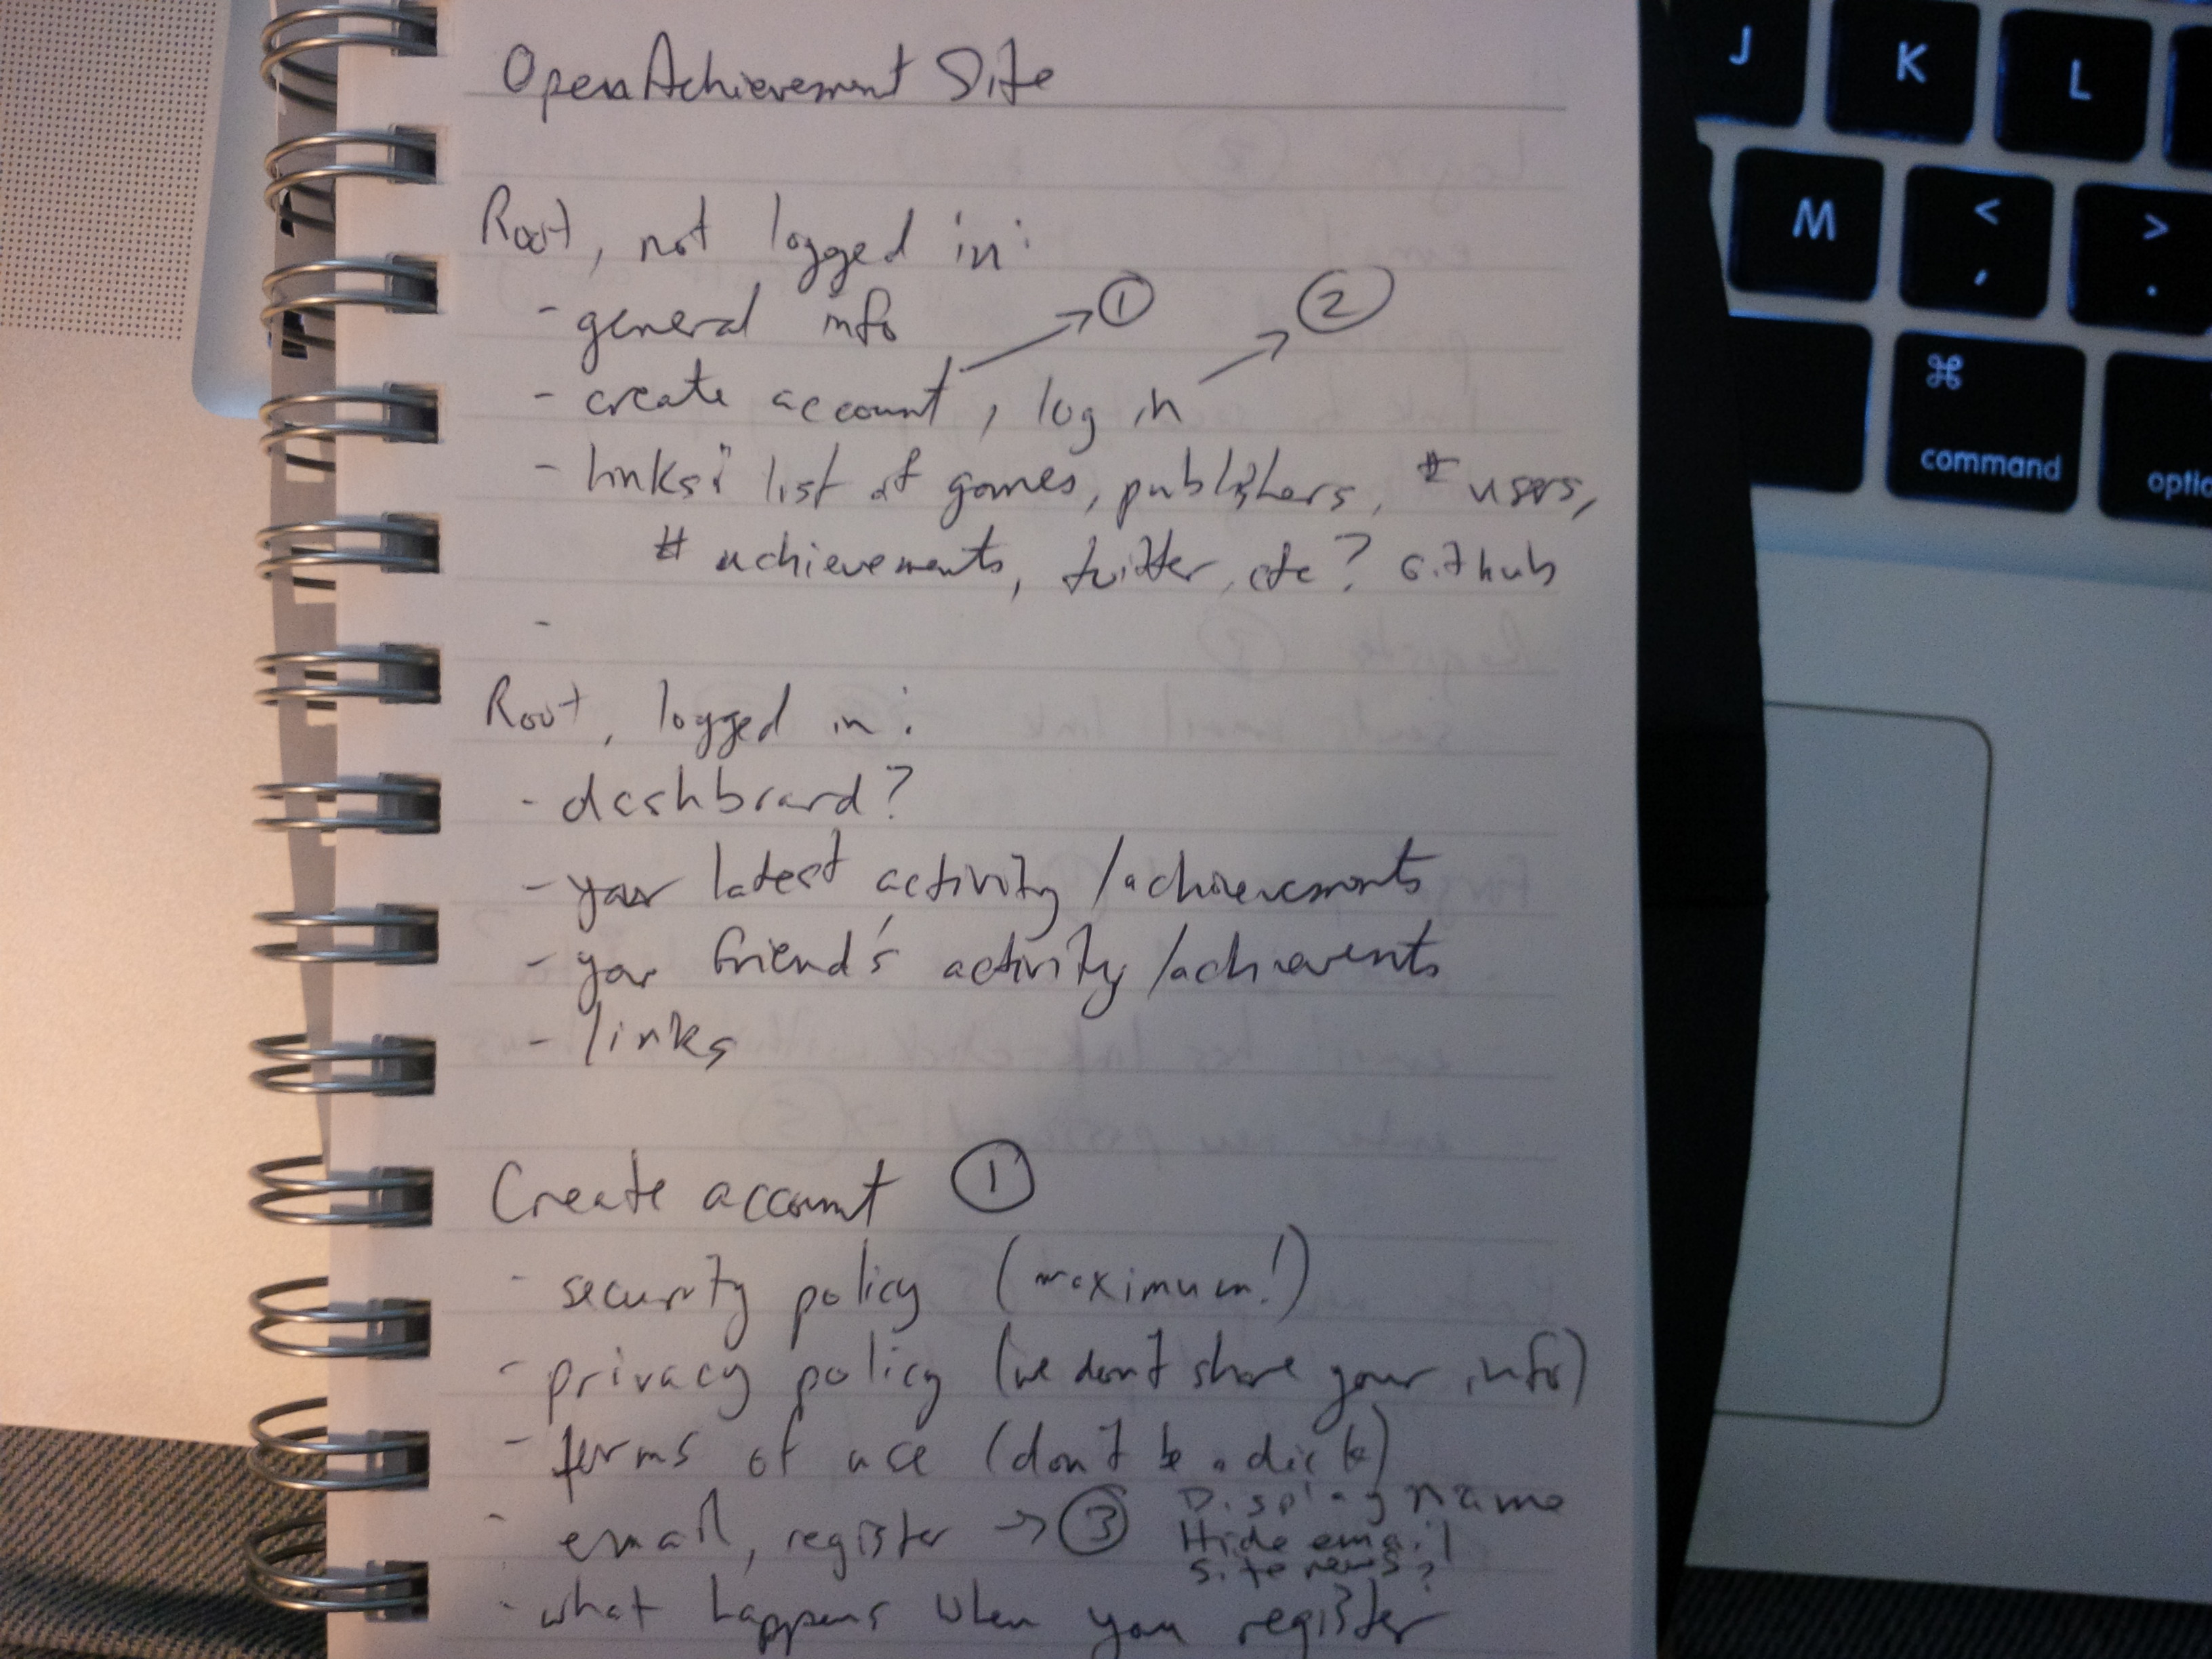 OpenAchievement Site
Root, not logged in:
- general info
① ②
- create account, log in
- links: list of games, publishers, # users,
# achievements, twitter, etc? Github
-
Root, logged in:
- dashboard?
- your latest activity/achievements
- your friend's activity/achievents
- links
Create account ①
- security policy (maximum!)
- privacy policy (we don't share your info)
- terms of use (don't be a dick)
- email, register → ③ Display name
Hide email
site news?
- what happens when you register
J K L
M < ,
> .
⌘
command
optio